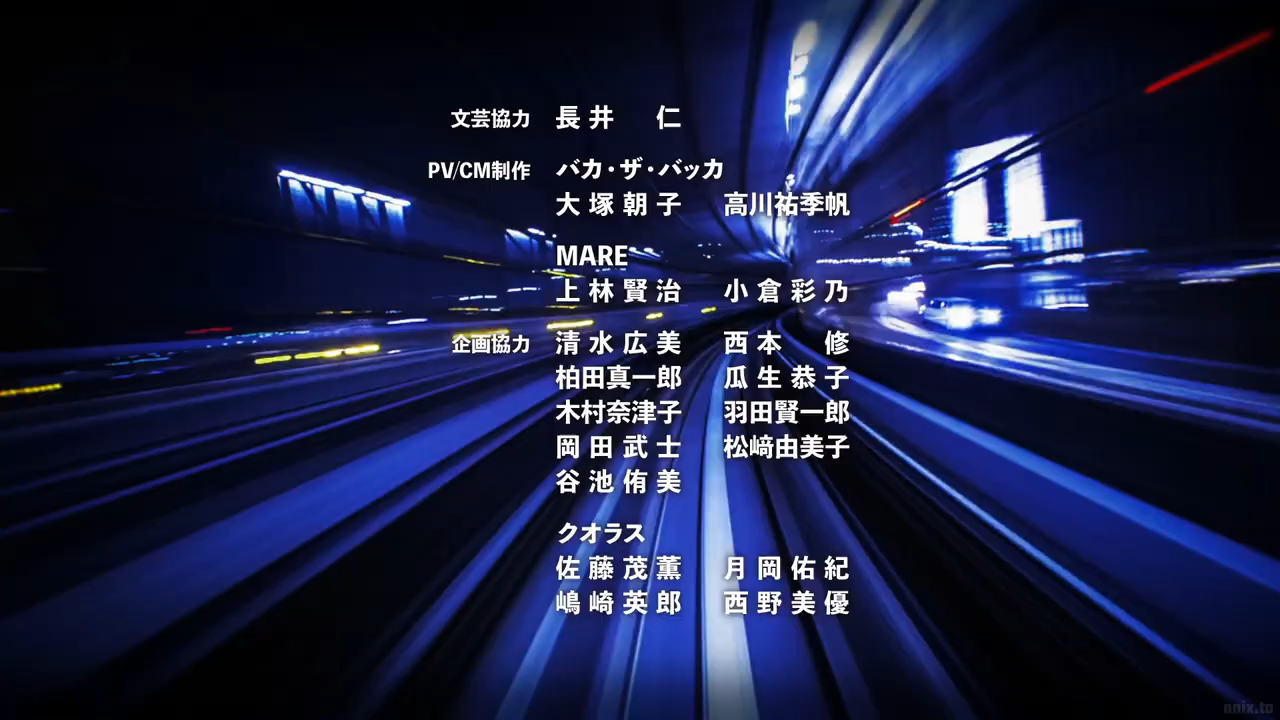 文芸協力 長井 仁
PV/CM制作 バカ・ザ・バッカ
大塚朝子 高川祐季帆
MARE
上林賢治 小倉彩乃
企画協力 清水広美 西本 修
柏田真一郎 瓜生恭子
木村奈津子 羽田賢一郎
岡田武士 松﨑由美子
谷池侑美
クオラス
佐藤茂薫 月岡佑紀
嶋崎英郎 西野美優
anix.to